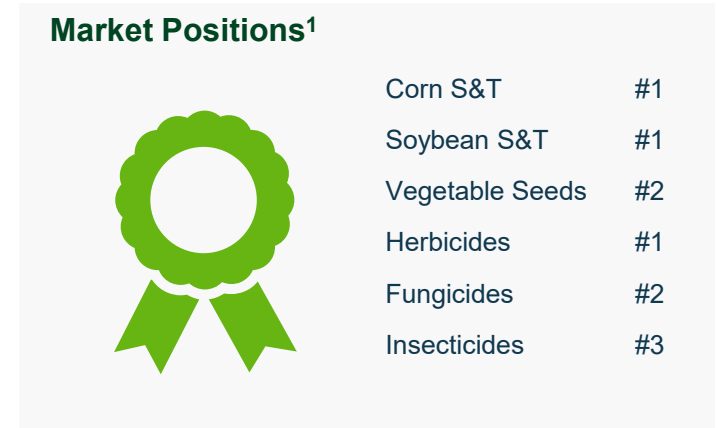 Market Positions¹
Corn S&T #1
Soybean S&T #1
Vegetable Seeds #2
Herbicides #1
Fungicides #2
Insecticides #3